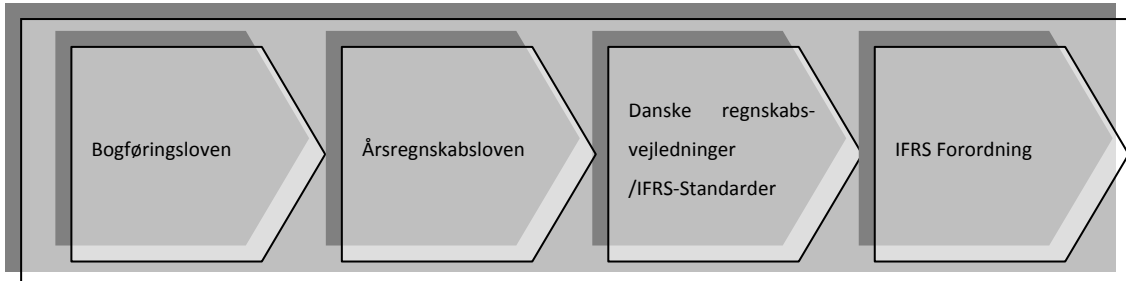 Bogføringsloven
Årsregnskabsloven
Danske regnskabs-
vejledninger
/IFRS-Standarder
IFRS Forordning